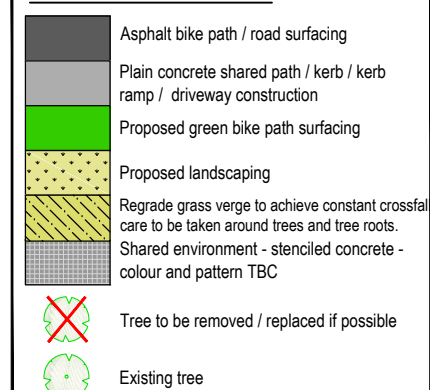 Asphalt bike path / road surfacing
Plain concrete shared path / kerb / kerb
ramp / driveway construction
Proposed green bike path surfacing
Proposed landscaping
Regrade grass verge to achieve constant crossfal
care to be taken around trees and tree roots.
Shared environment - stenciled concrete -
colour and pattern TBC
Tree to be removed / replaced if possible
Existing tree